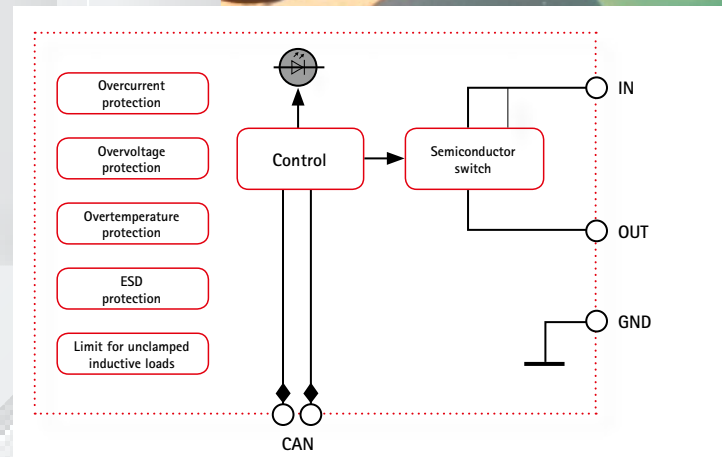 Overcurrent
protection
Overvoltage
protection
Overtemperature
protection
ESD
protection
Limit for unclamped
inductive loads
Control
Semiconductor
switch
IN
OUT
GND
CAN